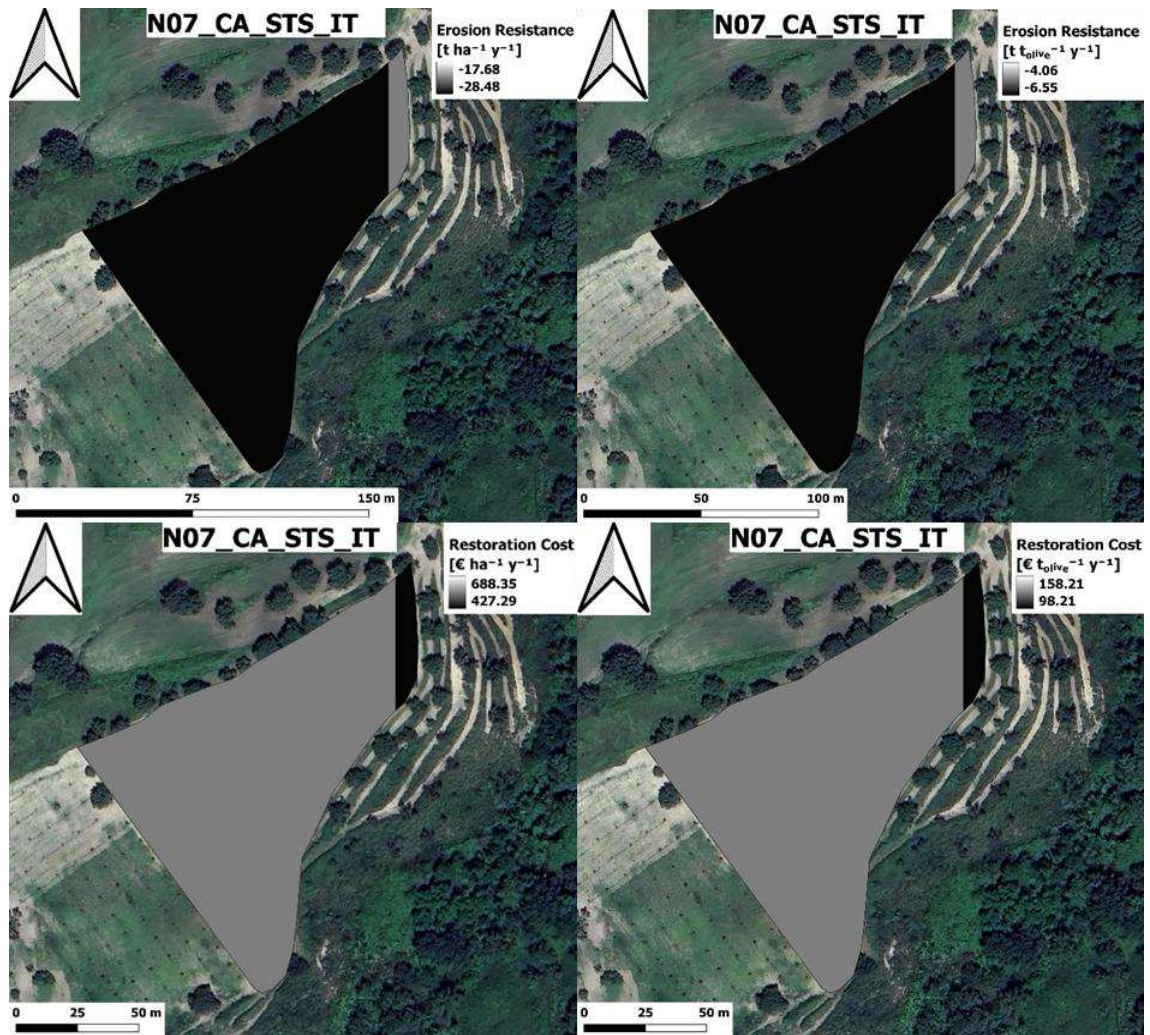 N07_CA_STS_IT
Erosion Resistance
[t ha⁻¹ y⁻¹]
-17.68
-28.48
0 75 150 m
N07_CA_STS_IT
Erosion Resistance
[t tolive⁻¹ y⁻¹]
-4.06
-6.55
0 50 100 m
N07_CA_STS_IT
Restoration Cost
[€ ha⁻¹ y⁻¹]
688.35
427.29
0 25 50 m
N07_CA_STS_IT
Restoration Cost
[€ tolive⁻¹ y⁻¹]
158.21
98.21
0 25 50 m